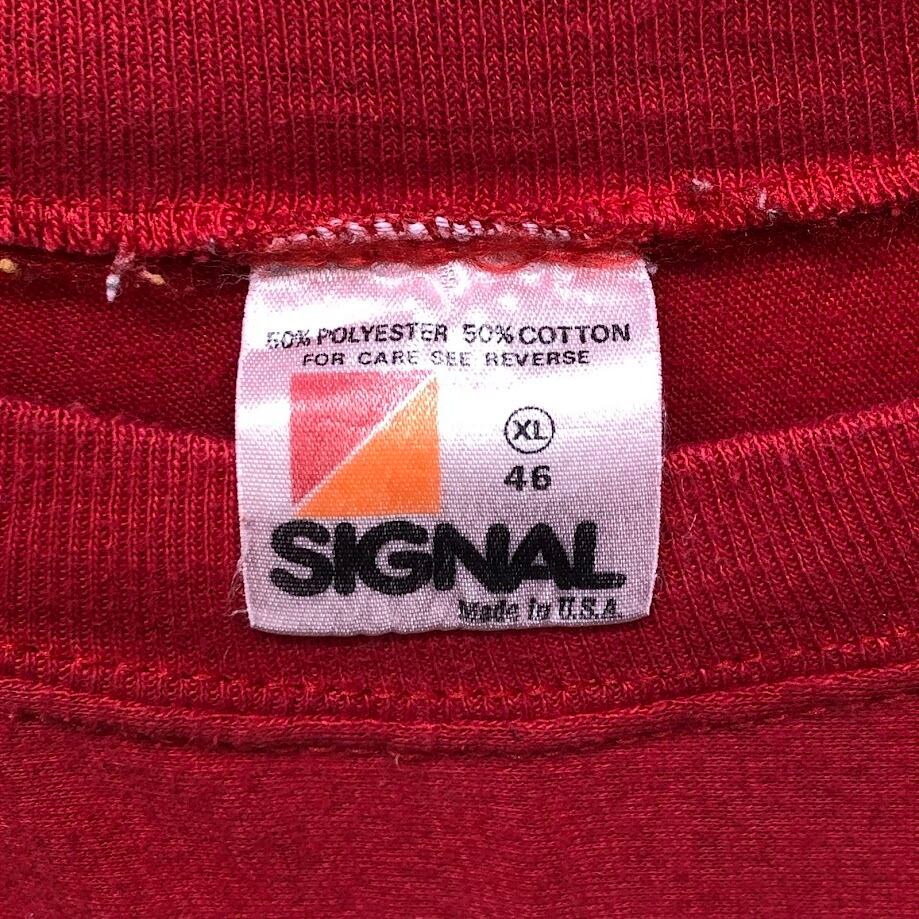 50% POLYESTER 50% COTTON
FOR CARE SEE REVERSE
XL
46
SIGNAL
Made in U.S.A.